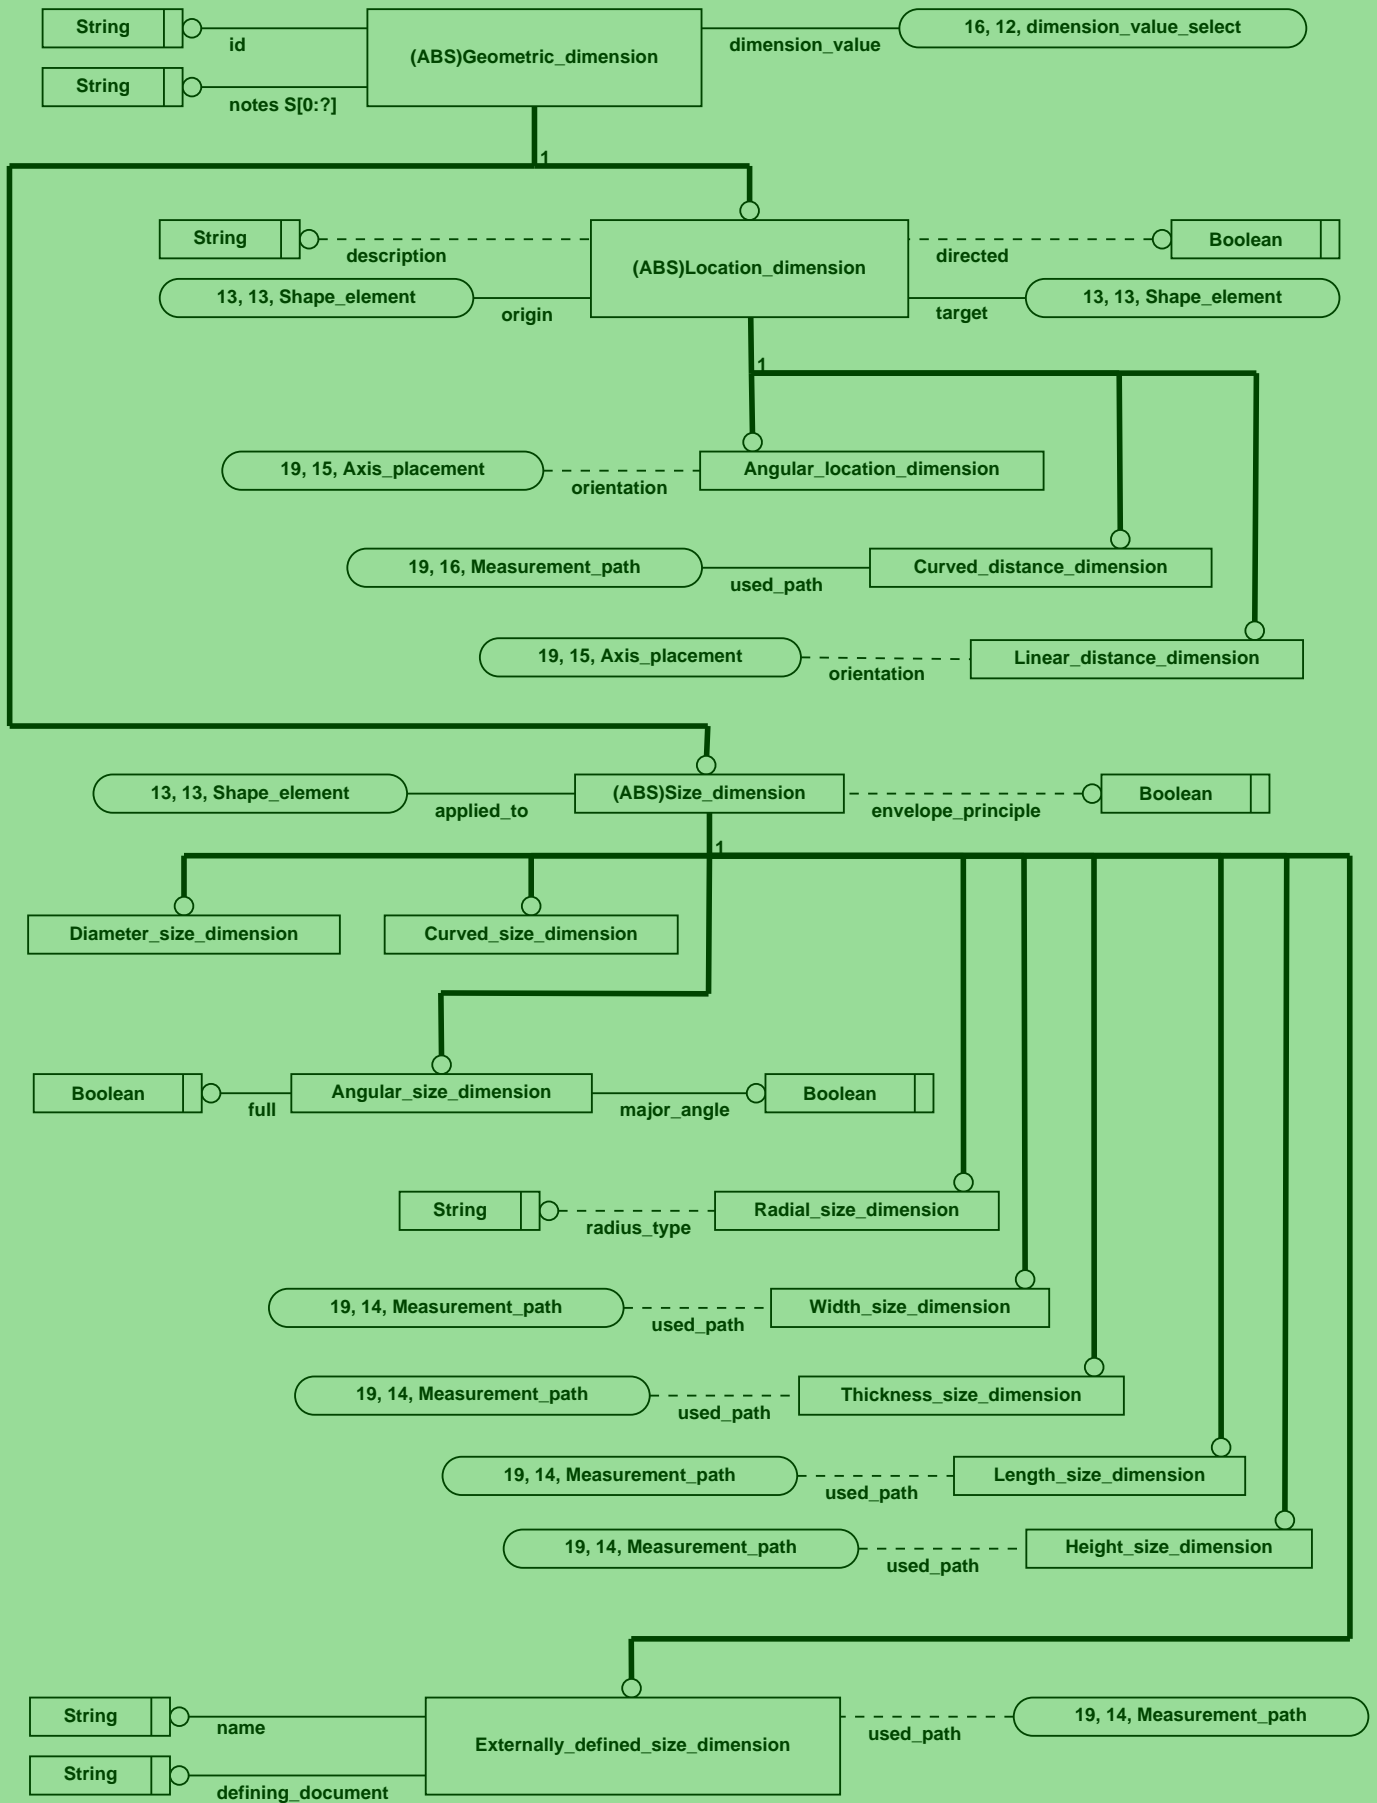 String
id
(ABS)Geometric_dimension
dimension_value
16, 12, dimension_value_select
String
notes S[0:?]
1
String
description
(ABS)Location_dimension
directed
Boolean
13, 13, Shape_element
origin
target
13, 13, Shape_element
1
19, 15, Axis_placement
orientation
Angular_location_dimension
19, 16, Measurement_path
used_path
Curved_distance_dimension
19, 15, Axis_placement
orientation
Linear_distance_dimension
13, 13, Shape_element
applied_to
(ABS)Size_dimension
envelope_principle
Boolean
1
Diameter_size_dimension
Curved_size_dimension
Boolean
full
Angular_size_dimension
major_angle
Boolean
String
radius_type
Radial_size_dimension
19, 14, Measurement_path
used_path
Width_size_dimension
19, 14, Measurement_path
used_path
Thickness_size_dimension
19, 14, Measurement_path
used_path
Length_size_dimension
19, 14, Measurement_path
used_path
Height_size_dimension
String
name
Externally_defined_size_dimension
used_path
19, 14, Measurement_path
String
defining_document